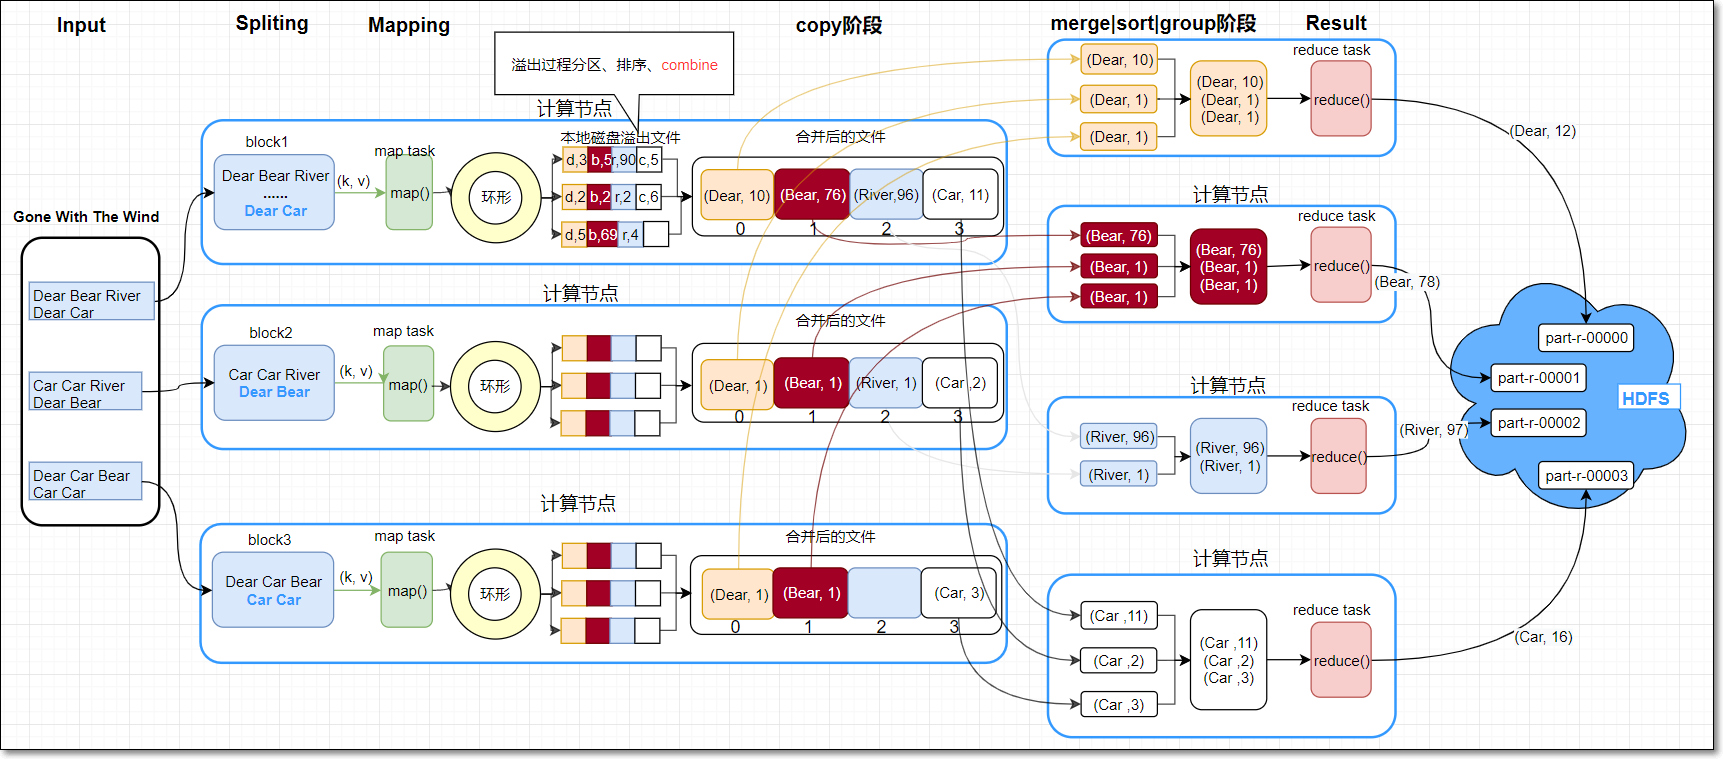 Input
Spliting
Mapping
copy阶段
merge|sort|group阶段
Result
溢出过程分区、排序、combine
Gone With The Wind
Dear Bear River
Dear Car
Car Car River
Dear Bear
Dear Car Bear
Car Car
计算节点
block1
Dear Bear River
......
Dear Car
(k, v)
map task
map()
环形
本地磁盘溢出文件
d,3
b,5
r,90
c,5
d,2
b,2
r,2
c,6
d,5
b,69
r,4
合并后的文件
(Dear, 10)
(Bear, 76)
(River,96)
(Car, 11)
0
1
2
3
计算节点
block2
Car Car River
Dear Bear
(k, v)
map task
map()
环形
合并后的文件
(Dear, 1)
(Bear, 1)
(River, 1)
(Car ,2)
0
1
2
3
计算节点
block3
Dear Car Bear
Car Car
(k, v)
map task
map()
环形
合并后的文件
(Dear, 1)
(Bear, 1)
(Car, 3)
0
1
2
3
(Dear, 10)
(Dear, 1)
(Dear, 1)
(Dear, 10)
(Dear, 1)
(Dear, 1)
reduce task
reduce()
(Dear, 12)
计算节点
(Bear, 76)
(Bear, 1)
(Bear, 1)
(Bear, 76)
(Bear, 1)
(Bear, 1)
reduce task
reduce()
(Bear, 78)
计算节点
(River, 96)
(River, 1)
(River, 96)
(River, 1)
reduce task
reduce()
(River, 97)
计算节点
(Car ,11)
(Car ,2)
(Car ,3)
(Car ,11)
(Car ,2)
(Car ,3)
reduce task
reduce()
(Car, 16)
part-r-00000
part-r-00001
part-r-00002
part-r-00003
HDFS